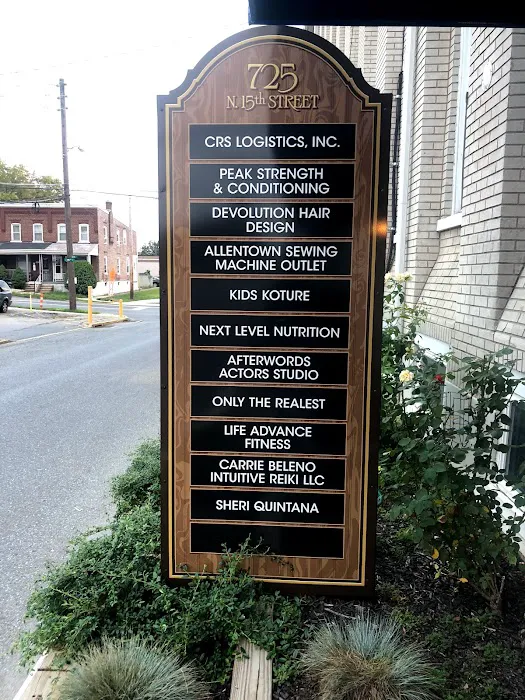 725
N. 15th STREET
CRS LOGISTICS, INC.
PEAK STRENGTH
& CONDITIONING
DEVOLUTION HAIR
DESIGN
ALLENTOWN SEWING
MACHINE OUTLET
KIDS KOTURE
NEXT LEVEL NUTRITION
AFTERWORDS
ACTORS STUDIO
ONLY THE REALEST
LIFE ADVANCE
FITNESS
CARRIE BELENO
INTUITIVE REIKI LLC
SHERI QUINTANA